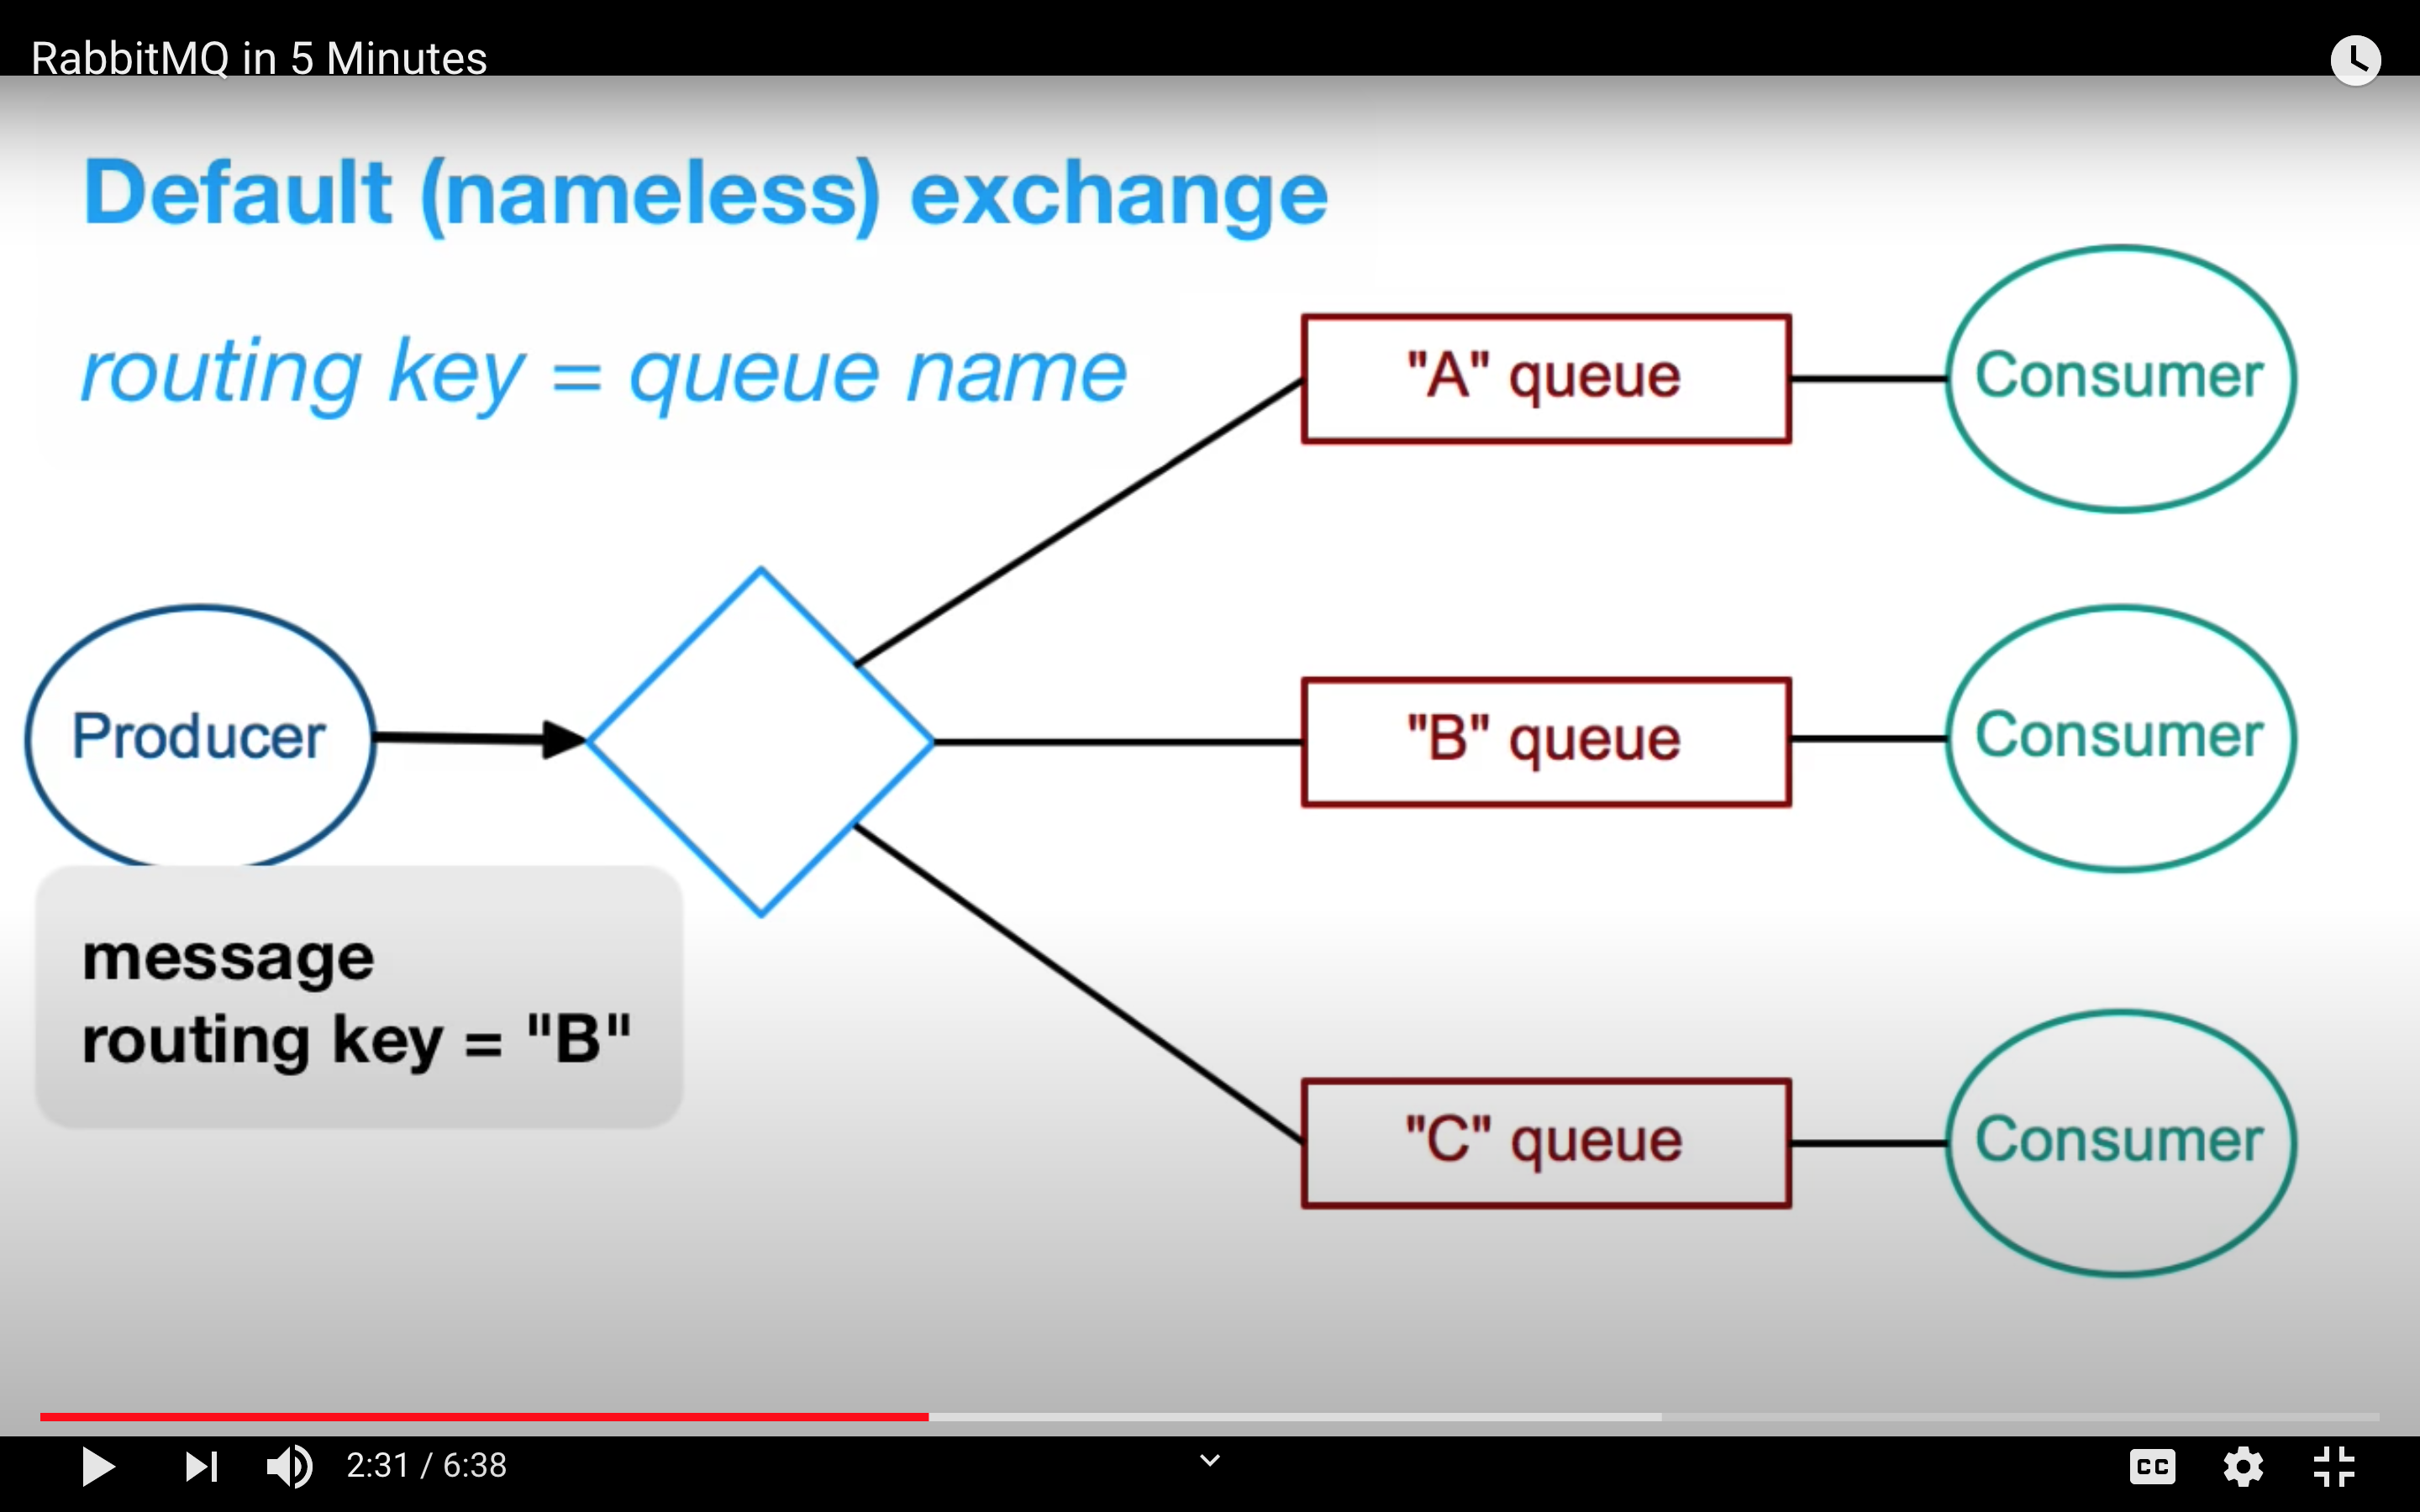 RabbitMQ in 5 Minutes
Default (nameless) exchange
routing key = queue name
"A" queue
Consumer
Producer
"B" queue
Consumer
message
routing key = "B"
"C" queue
Consumer
2:31 / 6:38
CC